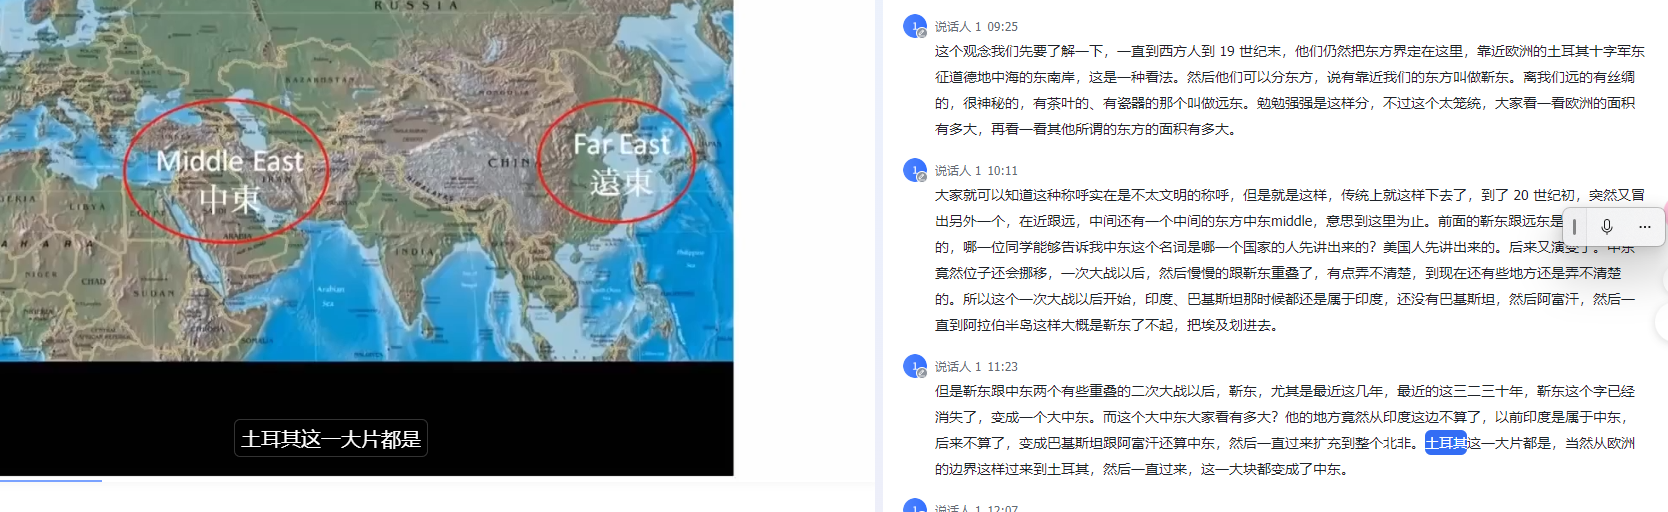 RUSSIA
KAZAKHSTAN
MONGOLIA
Middle East
中東
Far East
遠東
CHIN
HIMALAYAS
IRAN
JAPAN
LIBYA
EGYPT
SAHARA
ARABIA
INDIA
NIGER
CHAD
SUDAN
Arabian
Sea
Philippine
Sea
THAILAND
ETHIOPIA
SOMALIA
土耳其这一大片都是
说话人 1 09:25
这个观念我们先要了解一下，一直到西方人到 19 世纪末，他们仍然把东方界定在这里，靠近欧洲的土耳其十字军东
征道德地中海的东南岸，这是一种看法。然后他们可以分东方，说有靠近我们的东方叫做靳东。离我们远的有丝绸
的，很神秘的，有茶叶的、有瓷器的那个叫做远东。勉勉强强是这样分，不过这个太笼统，大家看一看欧洲的面积
有多大，再看一看其他所谓的东方的面积有多大。
说话人 1 10:11
大家就可以知道这种称呼实在是不太文明的称呼，但是就是这样，传统上就这样下去了，到了 20 世纪初，突然又冒
出另外一个，在近跟远，中间还有一个中间的东方中东middle，意思到这里为止。前面的靳东跟远东是
的，哪一位同学能够告诉我中东这个名词是哪一个国家的人先讲出来的？美国人先讲出来的。后来又演变了。中东
竟然位子还会挪移，一次大战以后，然后慢慢的跟靳东重叠了，有点弄不清楚，到现在还有些地方还是弄不清楚
的。所以这个一次大战以后开始，印度、巴基斯坦那时候都还是属于印度，还没有巴基斯坦，然后阿富汗，然后一
直到阿拉伯半岛这样大概是靳东了不起，把埃及划进去。
说话人 1 11:23
但是靳东跟中东两个有些重叠的二次大战以后，靳东，尤其是最近这几年，最近的这三二三十年，靳东这个字已经
消失了，变成一个大中东。而这个大中东大家看有多大？他的地方竟然从印度这边不算了，以前印度是属于中东，
后来不算了，变成巴基斯坦跟阿富汗还算中东，然后一直过来扩充到整个北非。土耳其这一大片都是，当然从欧洲
的边界这样过来到土耳其，然后一直过来，这一大块都变成了中东。
说话人 1 12:07